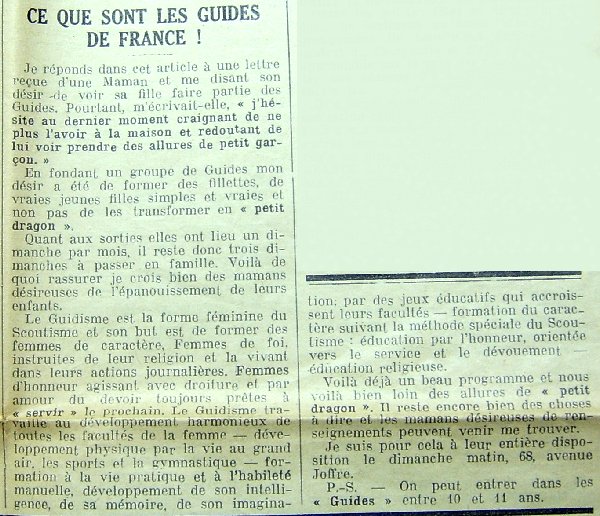 CE QUE SONT LES GUIDES
DE FRANCE !
Je réponds dans cet article à une lettre
reçue d'une Maman et me disant son
désir de voir sa fille faire partie des
Guides. Pourtant, m'écrivait-elle, « j'hé-
site au dernier moment craignant de ne
plus l'avoir à la maison et redoutant de
lui voir prendre des allures de petit gar-
çon. »
En fondant un groupe de Guides mon
désir a été de former des fillettes, de
vraies jeunes filles simples et vraies et
non pas de les transformer en « petit
dragon ».
Quant aux sorties elles ont lieu un di-
manche par mois, il reste donc trois di-
manches à passer en famille. Voilà de
quoi rassurer je crois bien des mamans
désireuses de l'épanouissement de leurs
enfants.
Le Guidisme est la forme féminine du
Scoutisme et son but est de former des
femmes de caractère, Femmes de foi,
instruites de leur religion et la vivant
dans leurs actions journalières. Femmes
d'honneur agissant avec droiture et par
amour du devoir toujours prêtes à
« servir » le prochain. Le Guidisme tra-
vaille au développement harmonieux de
toutes les facultés de la femme — déve-
loppement physique par la vie au grand
air, les sports et la gymnastique — for-
mation à la vie pratique et à l'habileté
manuelle, développement de son intelli-
gence, de sa mémoire, de son imagina-
tion; par des jeux éducatifs qui accrois-
sent leurs facultés — formation du carac-
tère suivant la méthode spéciale du Scou-
tisme : éducation par l'honneur, orientée
vers le service et le dévouement —
éducation religieuse.
Voilà déjà un beau programme et nous
voilà bien loin des allures de « petit
dragon ». Il reste encore bien des choses
à dire et les mamans désireuses de ren-
seignements peuvent venir me trouver.
Je suis pour cela à leur entière dispo-
sition le dimanche matin, 68, avenue
Joffre.
P.-S. — On peut entrer dans les
« Guides » entre 10 et 11 ans.